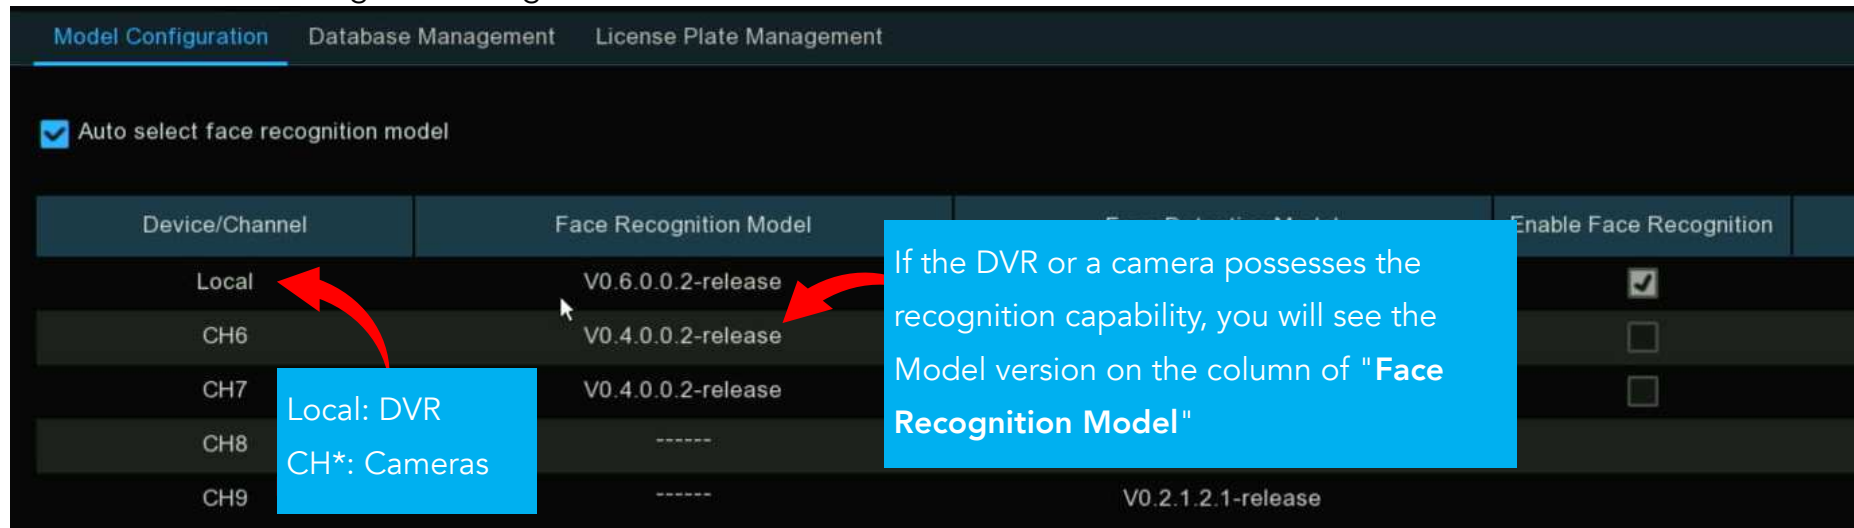 Model Configuration Database Management License Plate Management
Auto select face recognition model
Device/Channel Face Recognition Model Enable Face Recognition
Local V0.6.0.0.2-release
CH6 V0.4.0.0.2-release
CH7 V0.4.0.0.2-release
CH8 ------
CH9 ------ V0.2.1.2.1-release
Local: DVR
CH*: Cameras
If the DVR or a camera possesses the
recognition capability, you will see the
Model version on the column of "Face
Recognition Model"